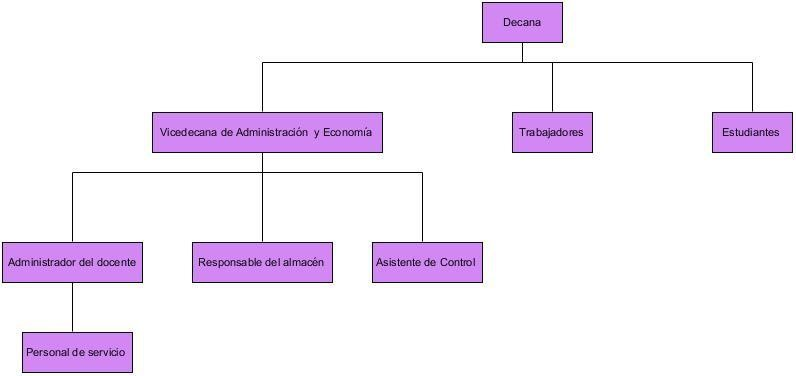 Decana
Vicedecana de Administración y Economía
Trabajadores
Estudiantes
Administrador del docente
Responsable del almacén
Asistente de Control
Personal de servicio